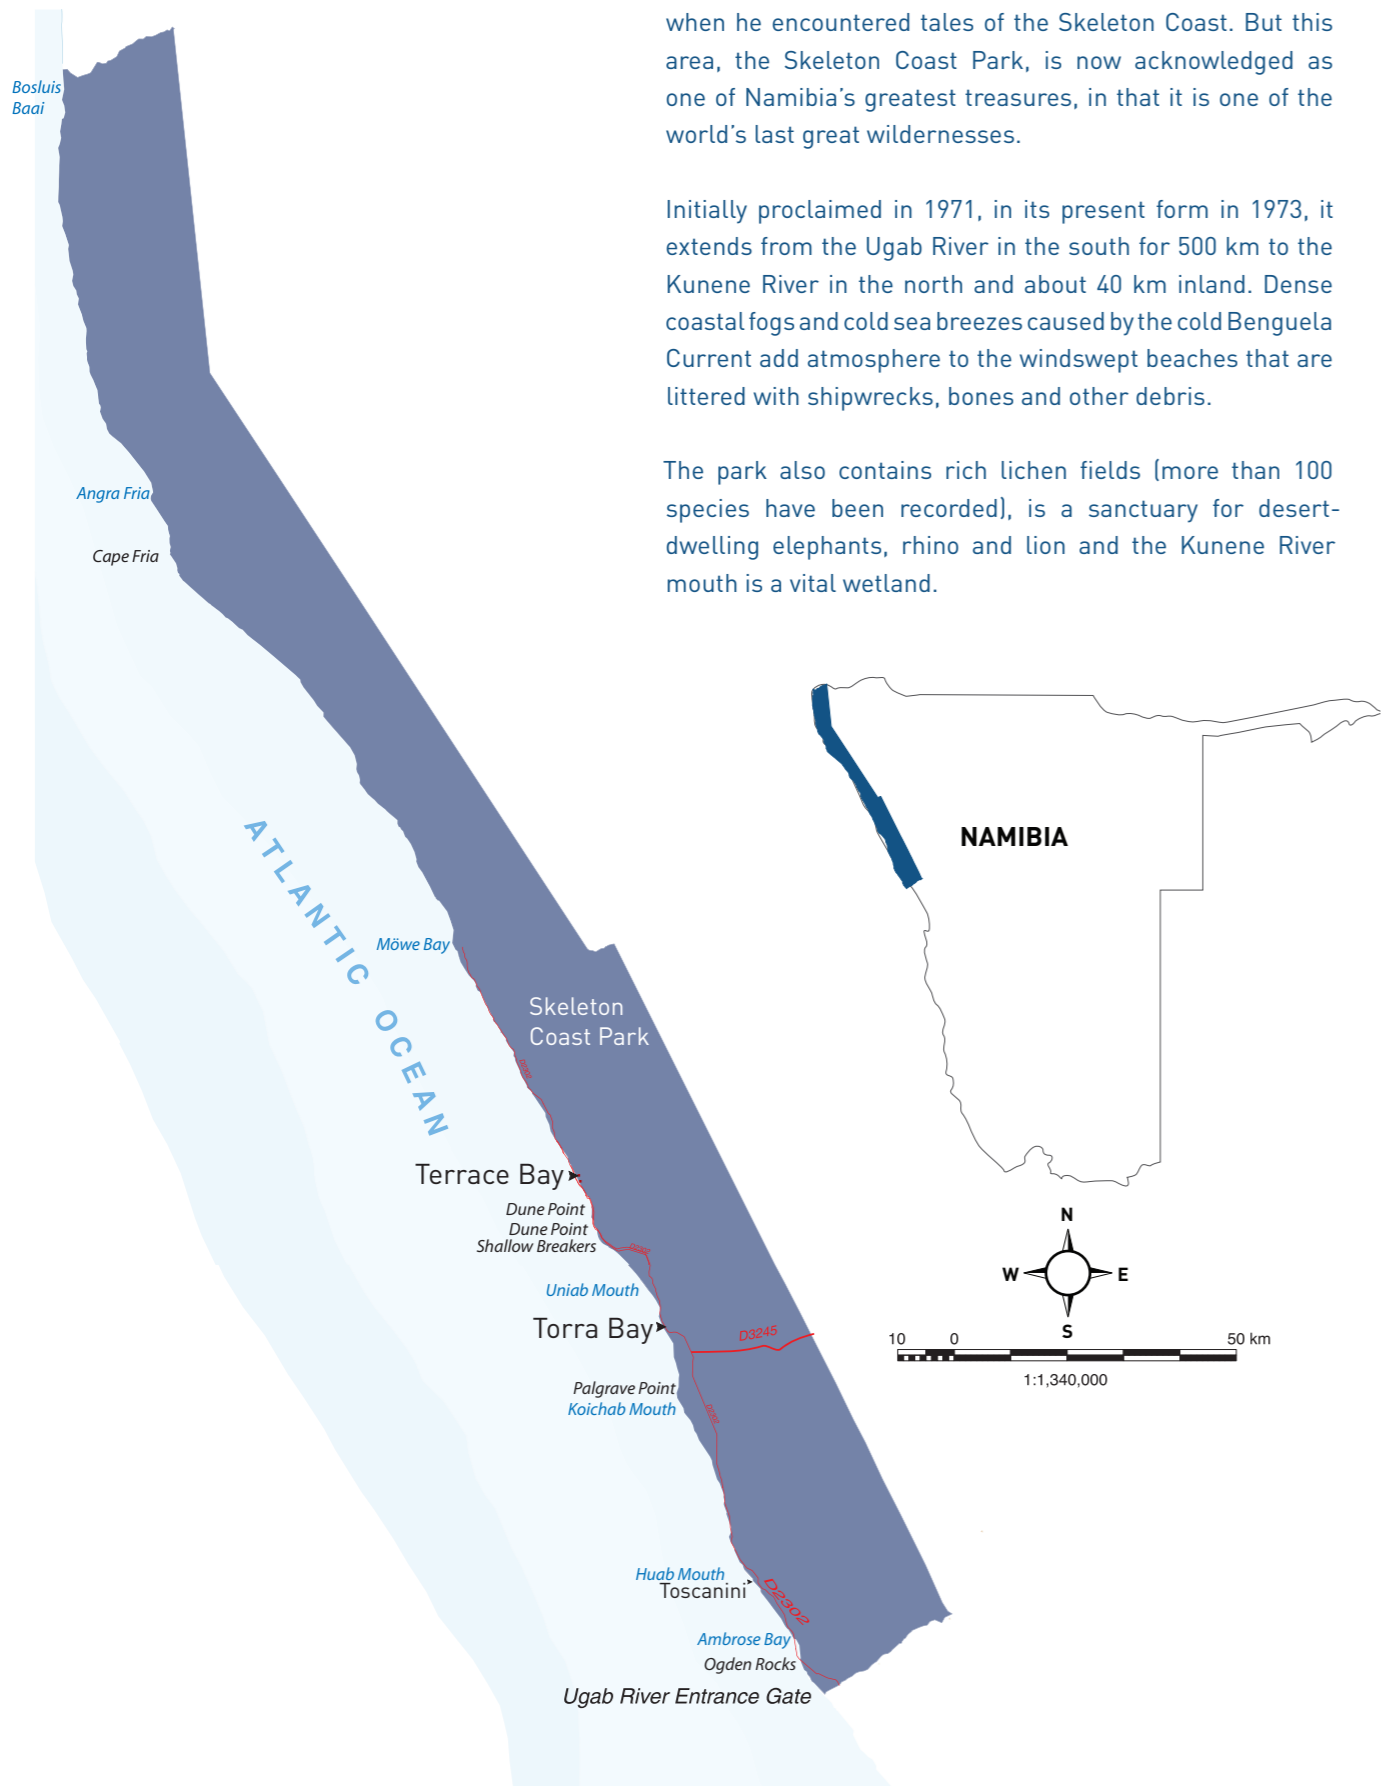 when he encountered tales of the Skeleton Coast. But this
area, the Skeleton Coast Park, is now acknowledged as
one of Namibia's greatest treasures, in that it is one of the
world's last great wildernesses.
Initially proclaimed in 1971, in its present form in 1973, it
extends from the Ugab River in the south for 500 km to the
Kunene River in the north and about 40 km inland. Dense
coastal fogs and cold sea breezes caused by the cold Benguela
Current add atmosphere to the windswept beaches that are
littered with shipwrecks, bones and other debris.
The park also contains rich lichen fields (more than 100
species have been recorded), is a sanctuary for desert-
dwelling elephants, rhino and lion and the Kunene River
mouth is a vital wetland.
Bosluis
Baai
Angra Fria
Cape Fria
ATLANTIC OCEAN
Möwe Bay
Skeleton
Coast Park
Terrace Bay
Dune Point
Dune Point
Shallow Breakers
Uniab Mouth
Torra Bay
D3245
Palgrave Point
Koichab Mouth
Huab Mouth
Toscanini
D2302
Ambrose Bay
Ogden Rocks
Ugab River Entrance Gate
NAMIBIA
N
W
E
S
10 0 50 km
1:1,340,000